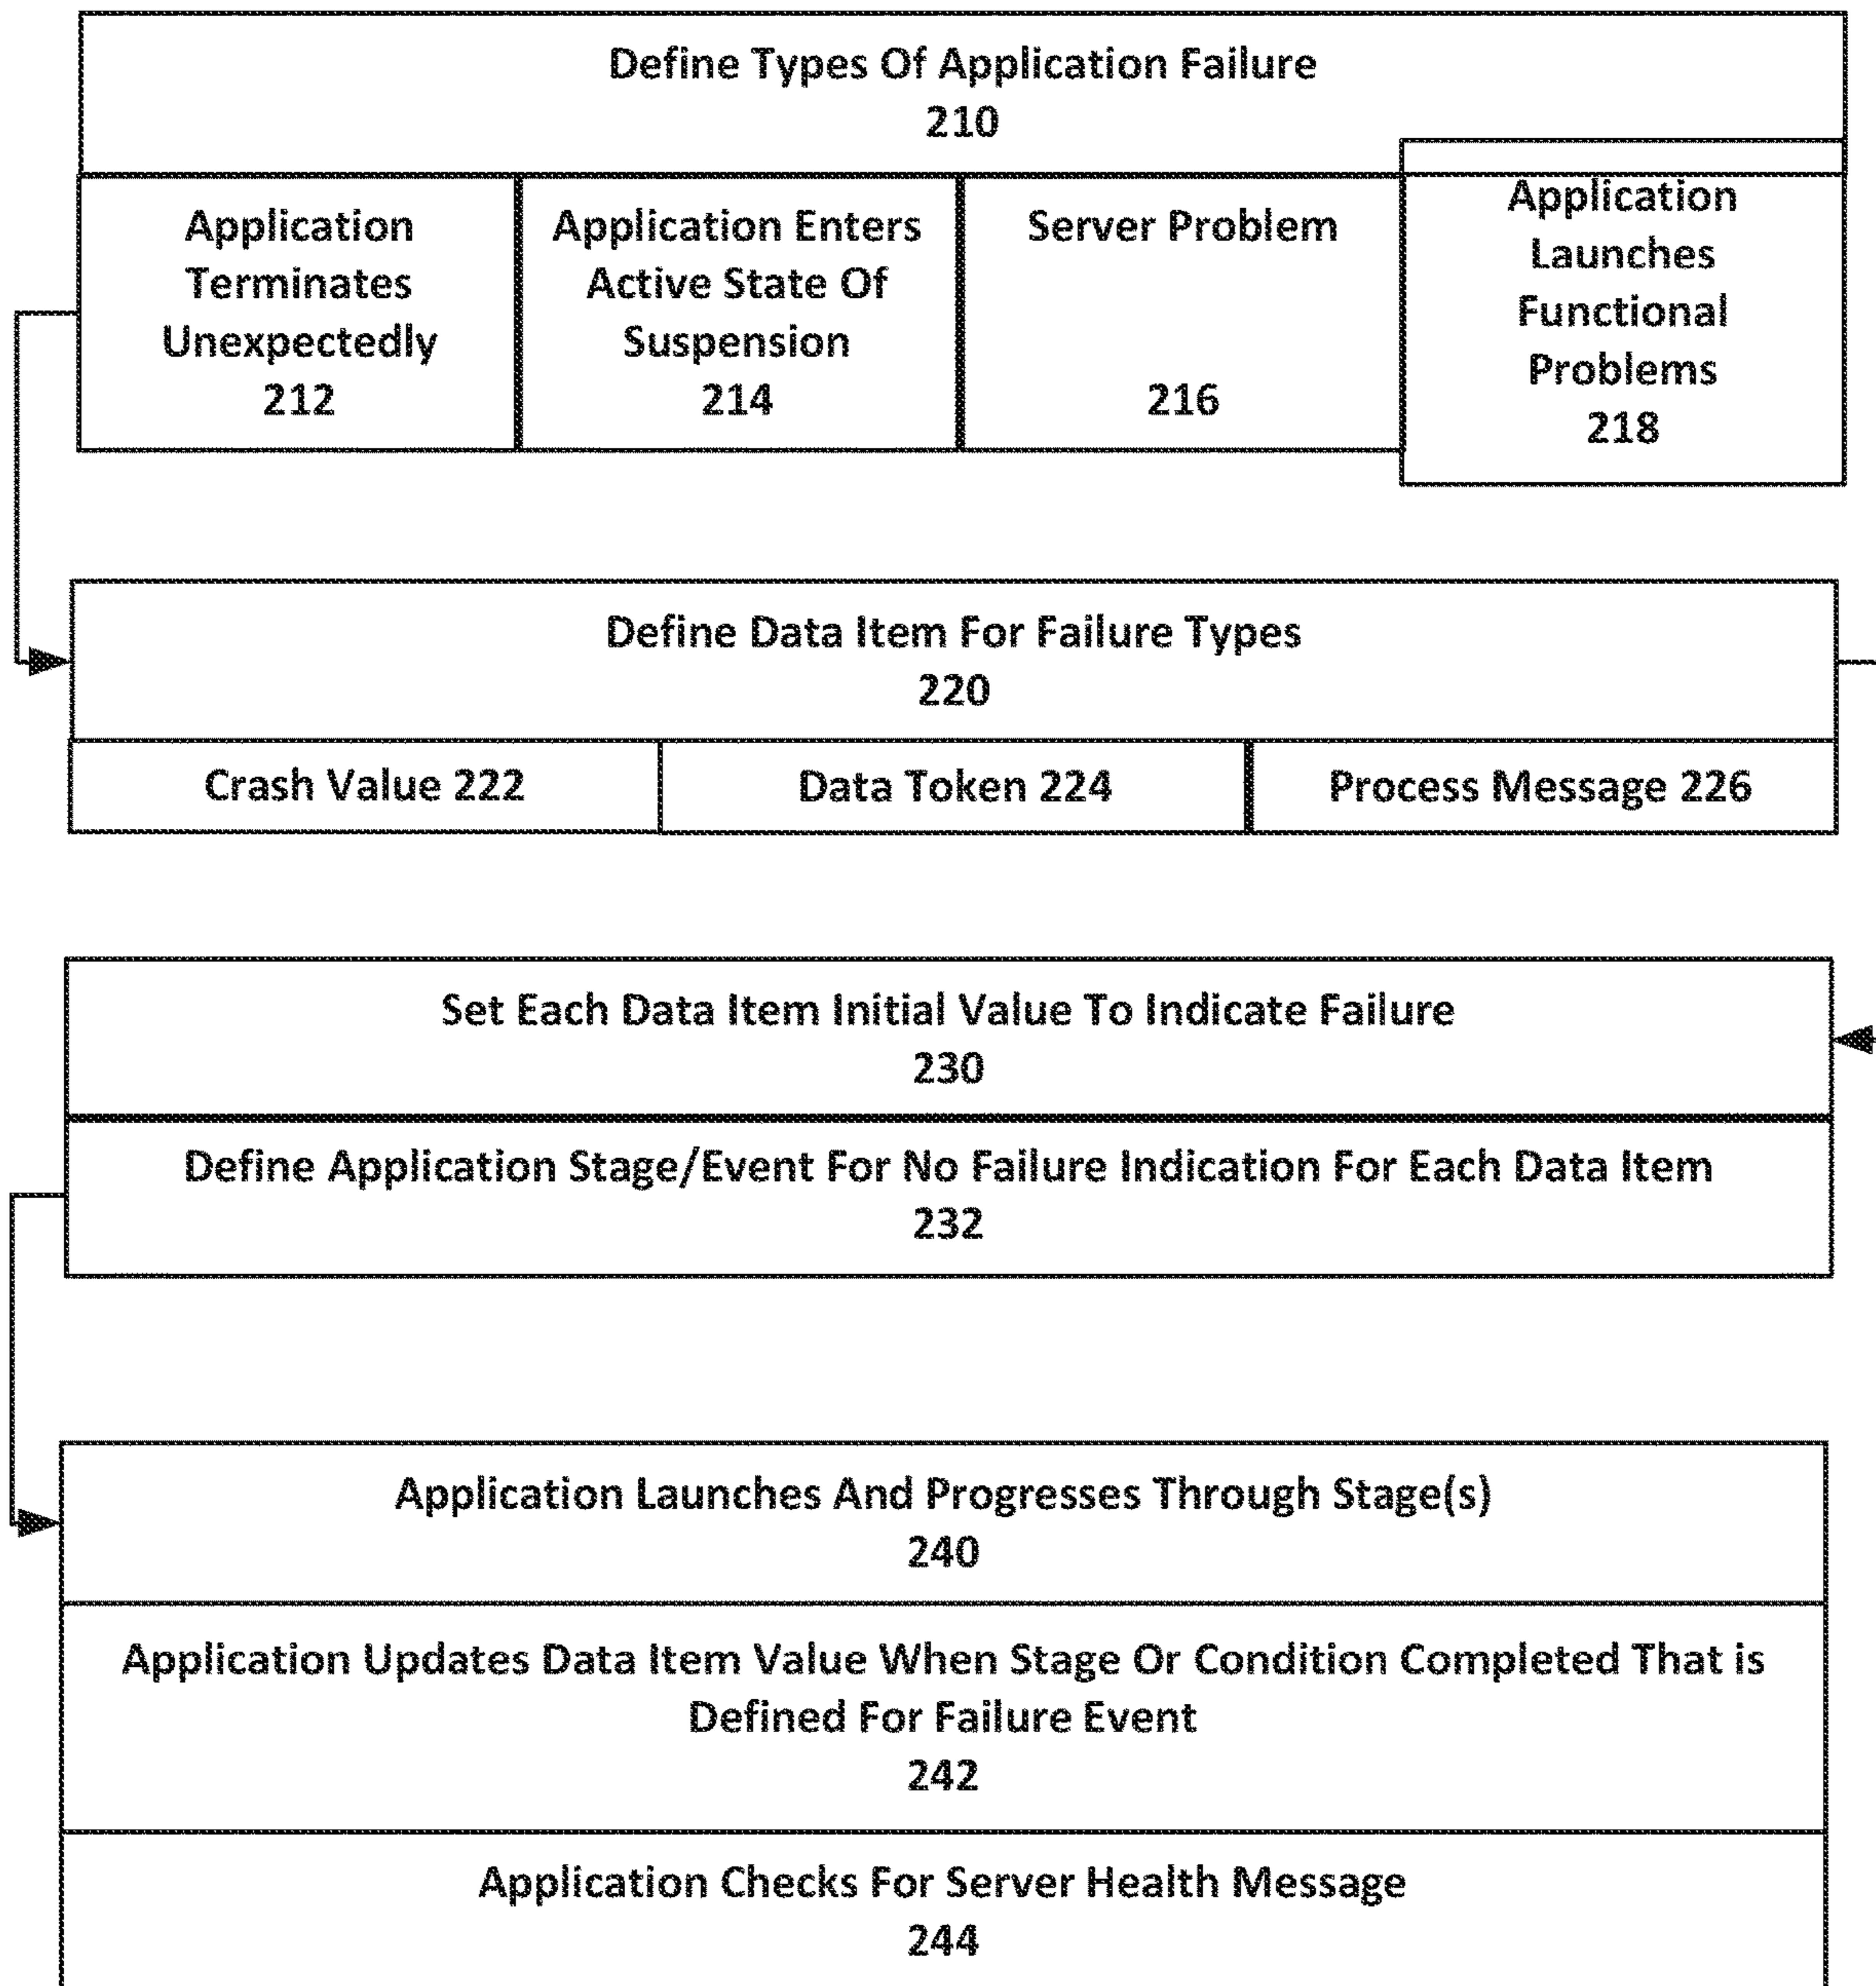 Define Types Of Application Failure
210
Application
Terminates
Unexpectedly
212
Application Enters
Active State Of
Suspension
214
Server Problem
216
Application
Launches
Functional
Problems
218
Define Data Item For Failure Types
220
Crash Value 222
Data Token 224
Process Message 226
Set Each Data Item Initial Value To Indicate Failure
230
Define Application Stage/Event For No Failure Indication For Each Data Item
232
Application Launches And Progresses Through Stage(s)
240
Application Updates Data Item Value When Stage Or Condition Completed That is
Defined For Failure Event
242
Application Checks For Server Health Message
244